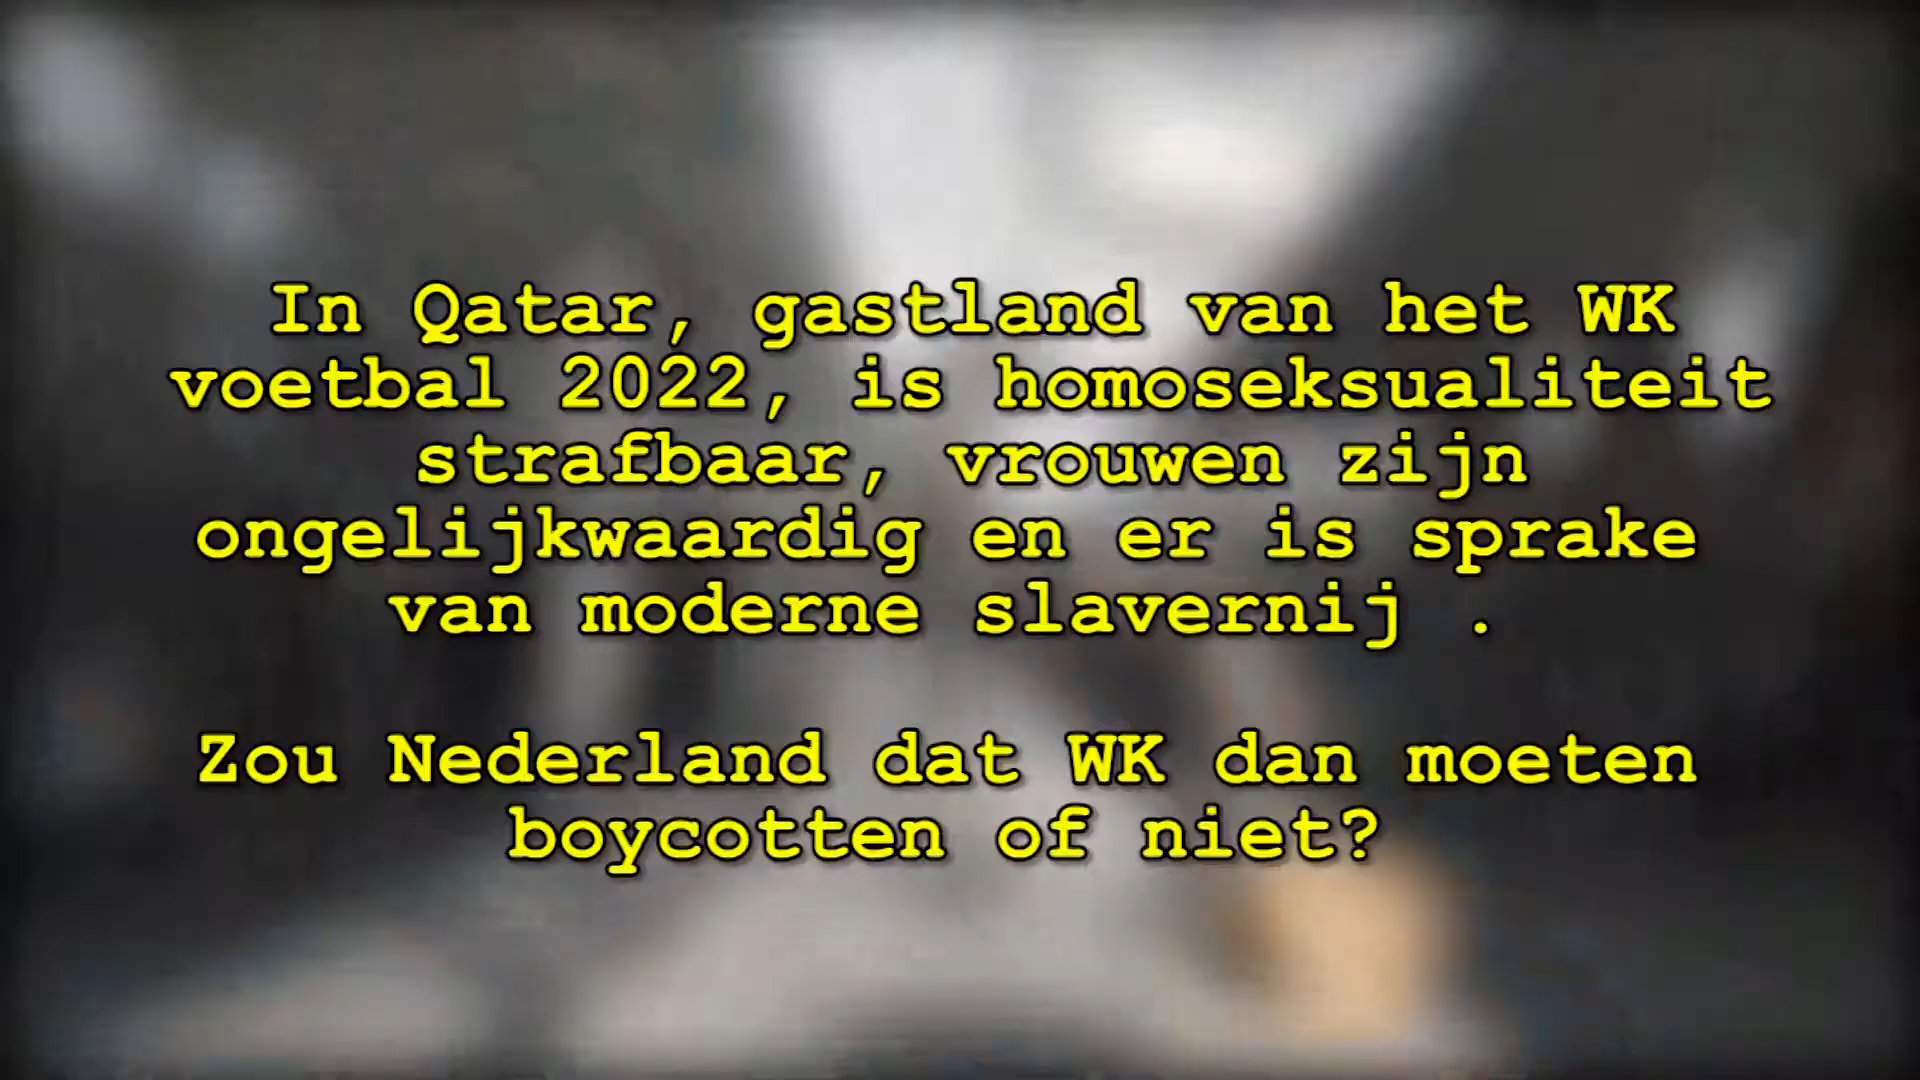 In Qatar, gastland van het WK
voetbal 2022, is homoseksualiteit
strafbaar, vrouwen zijn
ongelijkwaardig en er is sprake
van moderne slavernij .
Zou Nederland dat WK dan moeten
boycotten of niet?